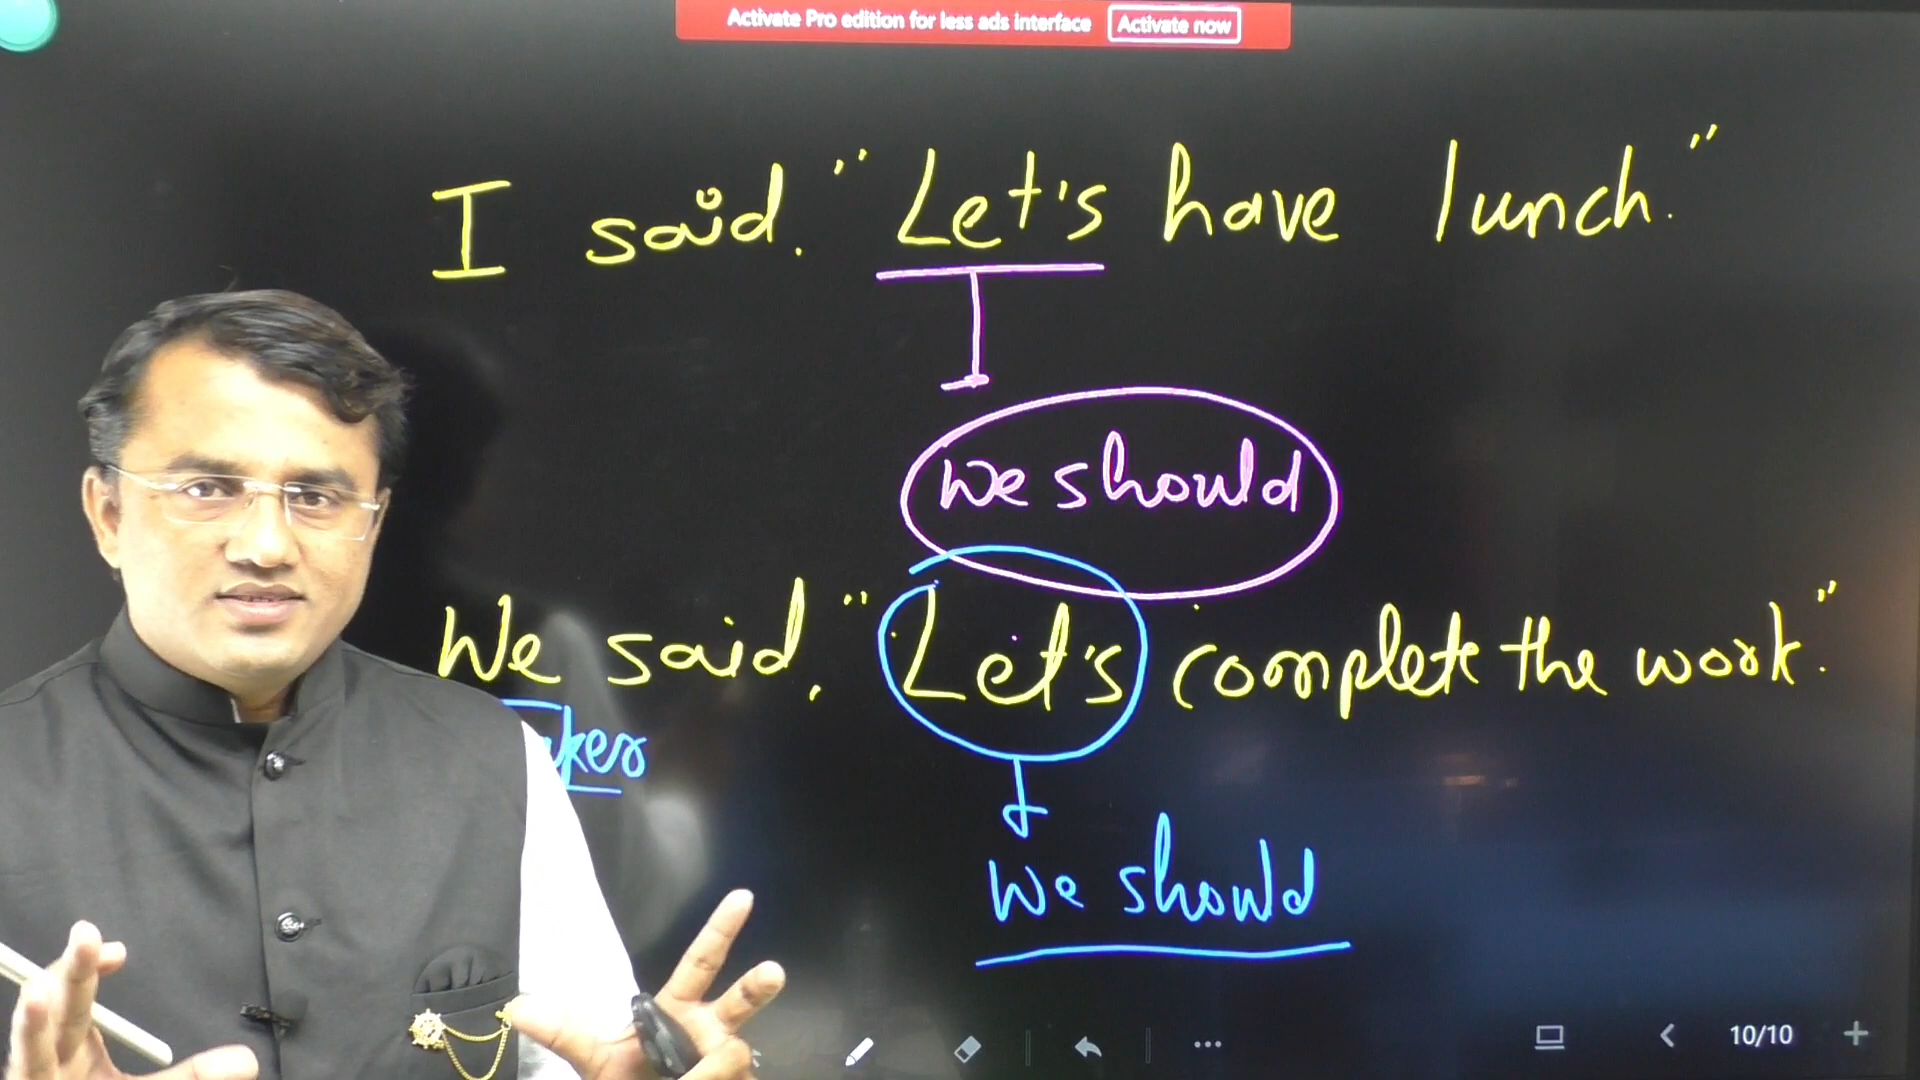 Activate Pro edition for less ads interface Activate now
I said. "Let's have lunch."
we should
We said, "Let's complete the work."
we should
10/10